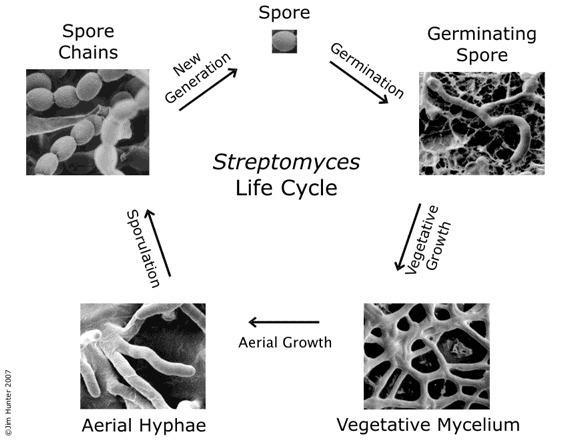 Spore
Spore
Chains
Germinating
Spore
New
Generation
Germination
Streptomyces
Life Cycle
Sporulation
Vegetative
Growth
Aerial Growth
Aerial Hyphae
Vegetative Mycelium
©Jim Hunter 2007